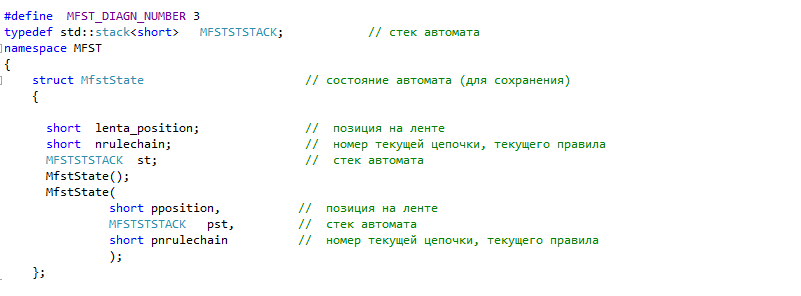 #define  MFST_DIAGN_NUMBER 3
typedef std::stack<short>   MFSTSTSTACK;            // стек автомата
namespace MFST
{
    struct MfstState                       // состояние автомата (для сохранения)
    {
      short  lenta_position;               //  позиция на ленте
      short  nrulechain;                   //  номер текущей цепочки, текущего правила
      MFSTSTSTACK  st;                     //  стек автомата
      MfstState();
      MfstState(
               short pposition,           //  позиция на ленте
               MFSTSTSTACK   pst,         //  стек автомата
               short pnrulechain          //  номер текущей цепочки, текущего правила
               );
    };